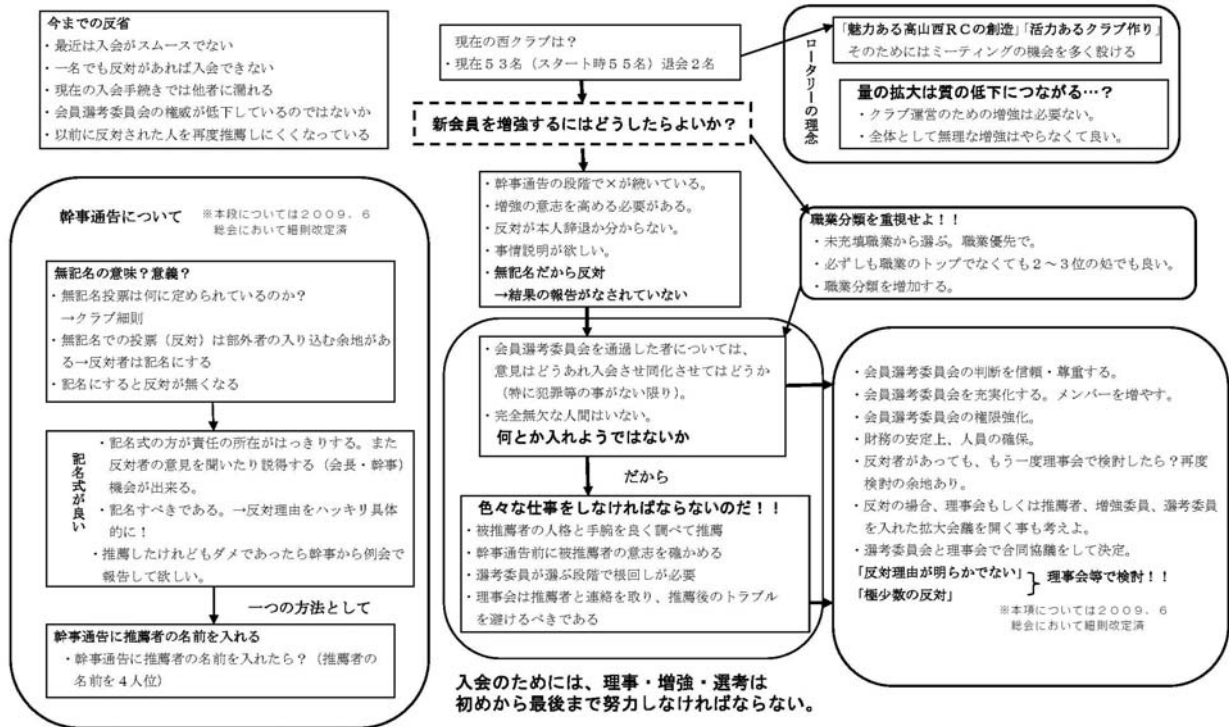 今までの反省
・最近は入会がスムースでない
・一名でも反対があれば入会できない
・現在の入会手続きでは他者に漏れる
・会員選考委員会の権威が低下しているのではないか
・以前に反対された人を再度推薦しにくくなっている
現在の西クラブは?
・現在53名(スタート時55名)退会2名
ロータリーの理念
「魅力ある高山西RCの創造」「活力あるクラブ作り」
そのためにはミーティングの機会を多く設ける
量の拡大は質の低下につながる…?
・クラブ運営のための増強は必要ない。
・全体として無理な増強はやらなくて良い。
新会員を増強するにはどうしたらよいか?
・幹事通告の段階で×が続いている。
・増強の意志を高める必要がある。
・反対が本人辞退か分からない。
・事情説明が欲しい。
・無記名だから反対
→結果の報告がなされていない
職業分類を重視せよ!!
・未充填職業から選ぶ。職業優先で。
・必ずしも職業のトップでなくても2~3位の処でも良い。
・職業分類を増加する。
幹事通告について
※本段については2009.6
総会において細則改定済
無記名の意味?意義?
・無記名投票は何に定められているのか?
→クラブ細則
・無記名での投票(反対)は部外者の入り込む余地があ
る→反対者は記名にする
・記名にすると反対が無くなる
記名式が良い
・記名式の方が責任の所在がはっきりする。また
反対者の意見を聞いたり説得する(会長・幹事)
機会が出来る。
・記名すべきである。→反対理由をハッキリ具体
的に!
・推薦したけれどもダメであったら幹事から例会で
報告して欲しい。
一つの方法として
幹事通告に推薦者の名前を入れる
・幹事通告に推薦者の名前を入れたら?(推薦者の
名前を4人位)
・会員選考委員会を通過した者については、
意見はどうあれ入会させ同化させてはどうか
(特に犯罪等の事がない限り)。
・完全無欠な人間はいない。
何とか入れようではないか
だから
色々な仕事をしなければならないのだ!!
・被推薦者の人格と手腕を良く調べて推薦
・幹事通告前に被推薦者の意志を確かめる
・選考委員が選ぶ段階で根回しが必要
・理事会は推薦者と連絡を取り、推薦後のトラブル
を避けるべきである
・会員選考委員会の判断を信頼・尊重する。
・会員選考委員会を充実化する。メンバーを増やす。
・会員選考委員会の権限強化。
・財務の安定上、人員の確保。
・反対者があっても、もう一度理事会で検討したら?再度
検討の余地あり。
・反対の場合、理事会もしくは推薦者、増強委員、選考委員
を入れた拡大会議を開く事も考えよ。
・選考委員会と理事会で合同協議をして決定。
「反対理由が明らかでない」
「極少数の反対」
理事会等で検討!!
※本項については2009.6
総会において細則改定済
入会のためには、理事・増強・選考は
初めから最後まで努力しなければならない。